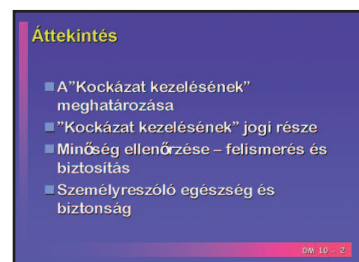 Áttekintés
A"Kockázat kezelésének"
meghatározása
"Kockázat kezelésének" jogi része
Minőség ellenőrzése – felismerés és
biztosítás
Személyreszóló egészség és
biztonság
DM 10 - 2